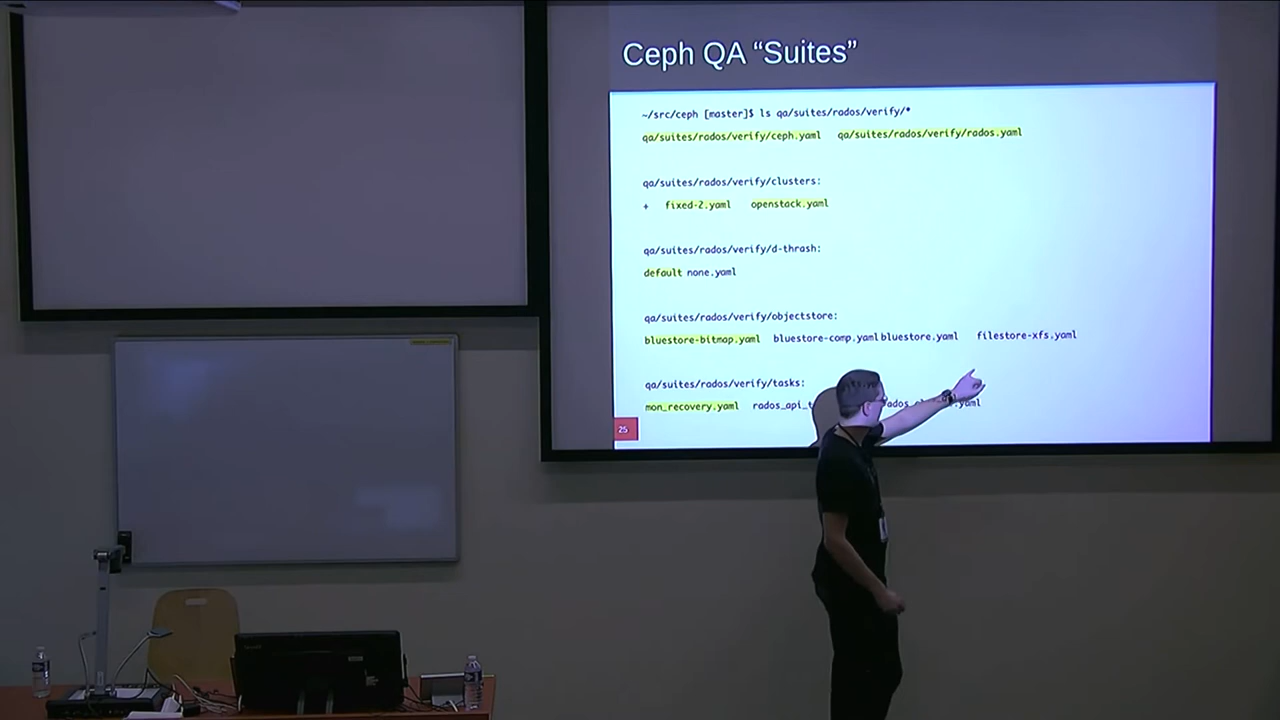 Ceph QA “Suites”
~/src/ceph [master]$ ls qa/suites/rados/verify/*
qa/suites/rados/verify/ceph.yaml qa/suites/rados/verify/rados.yaml
qa/suites/rados/verify/clusters:
+ fixed-2.yaml openstack.yaml
qa/suites/rados/verify/d-thrash:
default none.yaml
qa/suites/rados/verify/objectstore:
bluestore-bitmap.yaml bluestore-comp.yaml bluestore.yaml filestore-xfs.yaml
qa/suites/rados/verify/tasks:
mon_recovery.yaml rados_api_t
25